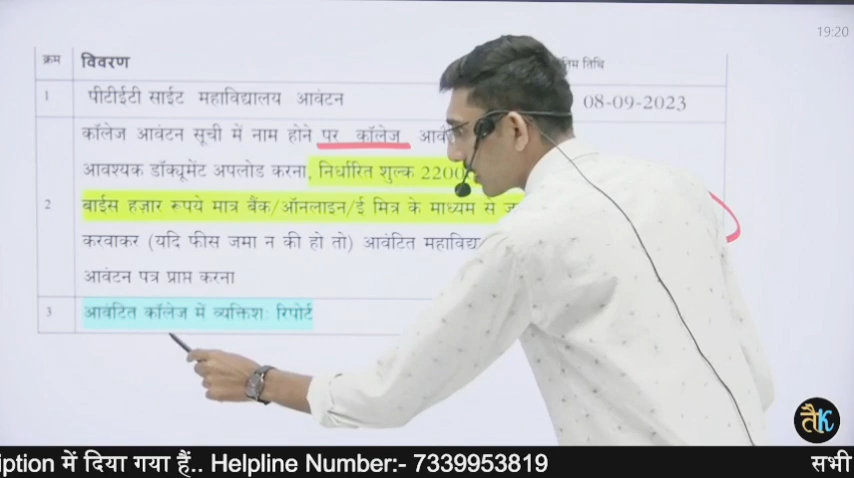 19:20
क्रम विवरण तिथि
1 पीटीईटी साईट महाविद्यालय आवंटन 08-09-2023
कॉलेज आवंटन सूची में नाम होने पर कॉलेज
आवश्यक डॉक्यूमेंट अपलोड करना, निर्धारित शुल्क 2200
2 बाईस हज़ार रूपये मात्र बैंक/ऑनलाइन/ई मित्र के माध्यम से
करवाकर (यदि फीस जमा न की हो तो) आवंटित
आवंटन पत्र प्राप्त करना
3 आवंटित कॉलेज में व्यक्तिशः रिपोर्ट
तैK
में दिया गया हैं.. Helpline Number:- 7339953819 सभी